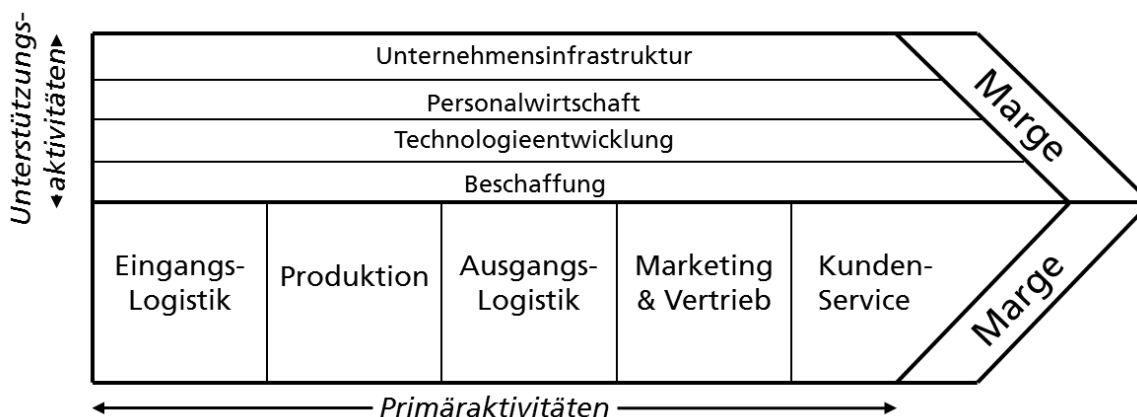 Unterstützungs-
aktivitäten
Unternehmensinfrastruktur
Personalwirtschaft
Technologieentwicklung
Beschaffung
Marge
Eingangs-
Logistik
Produktion
Ausgangs-
Logistik
Marketing
& Vertrieb
Kunden-
Service
Marge
Primäraktivitäten